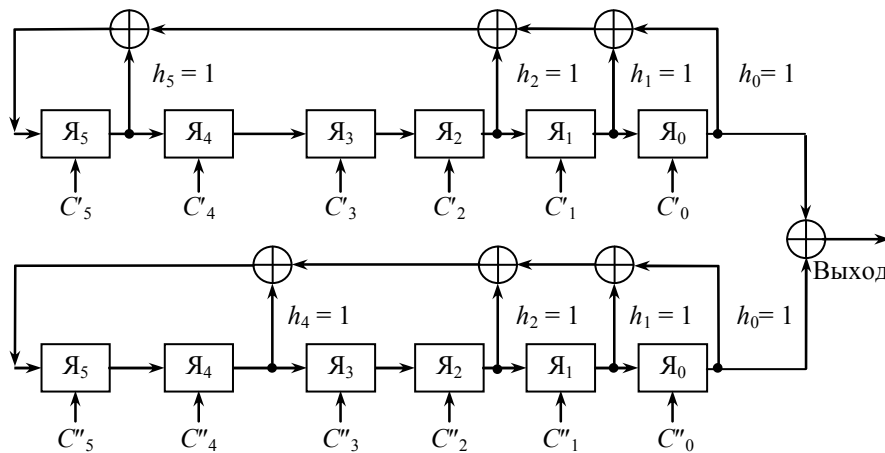 h₅ = 1 h₂ = 1 h₁ = 1 h₀= 1
Я₅ Я₄ Я₃ Я₂ Я₁ Я₀
C′₅ C′₄ C′₃ C′₂ C′₁ C′₀
Выход
h₄ = 1 h₂ = 1 h₁ = 1 h₀= 1
Я₅ Я₄ Я₃ Я₂ Я₁ Я₀
C″₅ C″₄ C″₃ C″₂ C″₁ C″₀